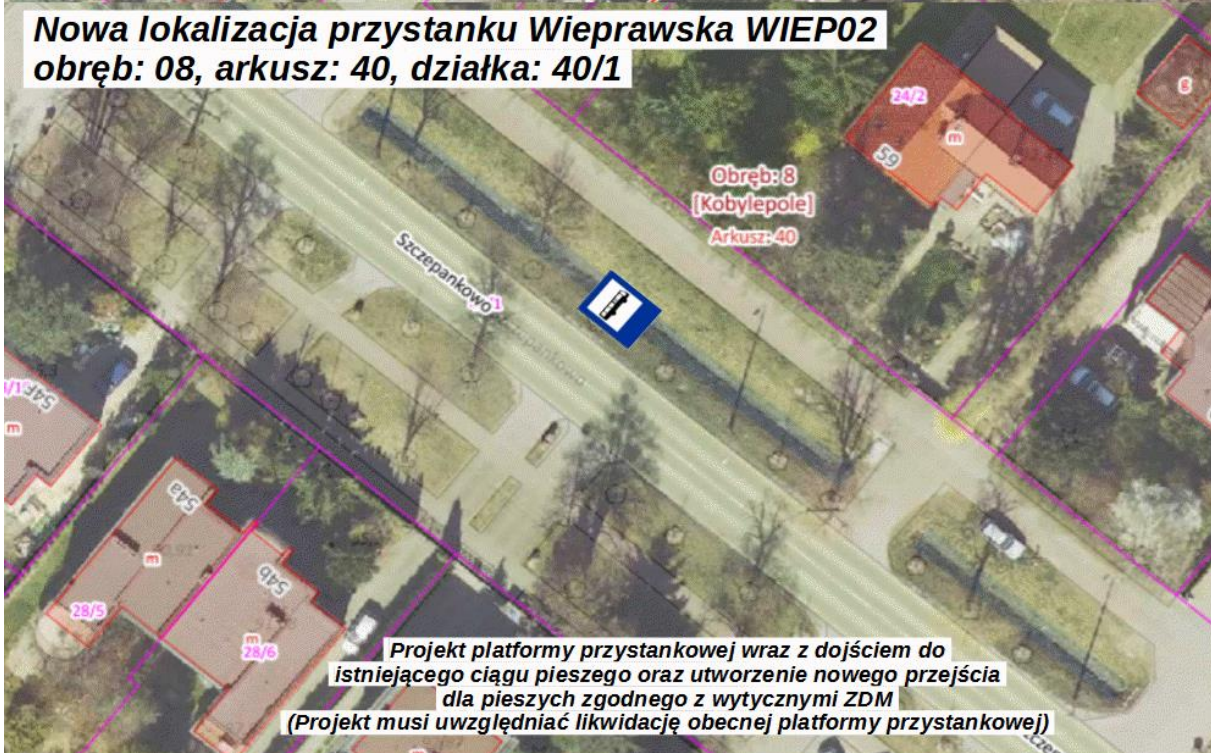 Nowa lokalizacja przystanku Wieprawska WIEP02
obręb: 08, arkusz: 40, działka: 40/1
24/2
m
g
59
Obręb: 8
[Kobylepole]
Arkusz: 40
Szczepankowo
54F
m
54a
m
54b
28/5
m
28/6
Projekt platformy przystankowej wraz z dojściem do
istniejącego ciągu pieszego oraz utworzenie nowego przejścia
dla pieszych zgodnego z wytycznymi ZDM
(Projekt musi uwzględniać likwidację obecnej platformy przystankowej)